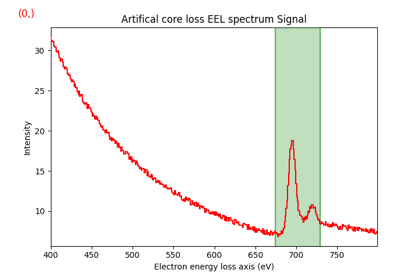 (0,)
Artifical core loss EEL spectrum Signal
30
25
20
15
10
Intensity
400 450 500 550 600 650 700 750
Electron energy loss axis (eV)